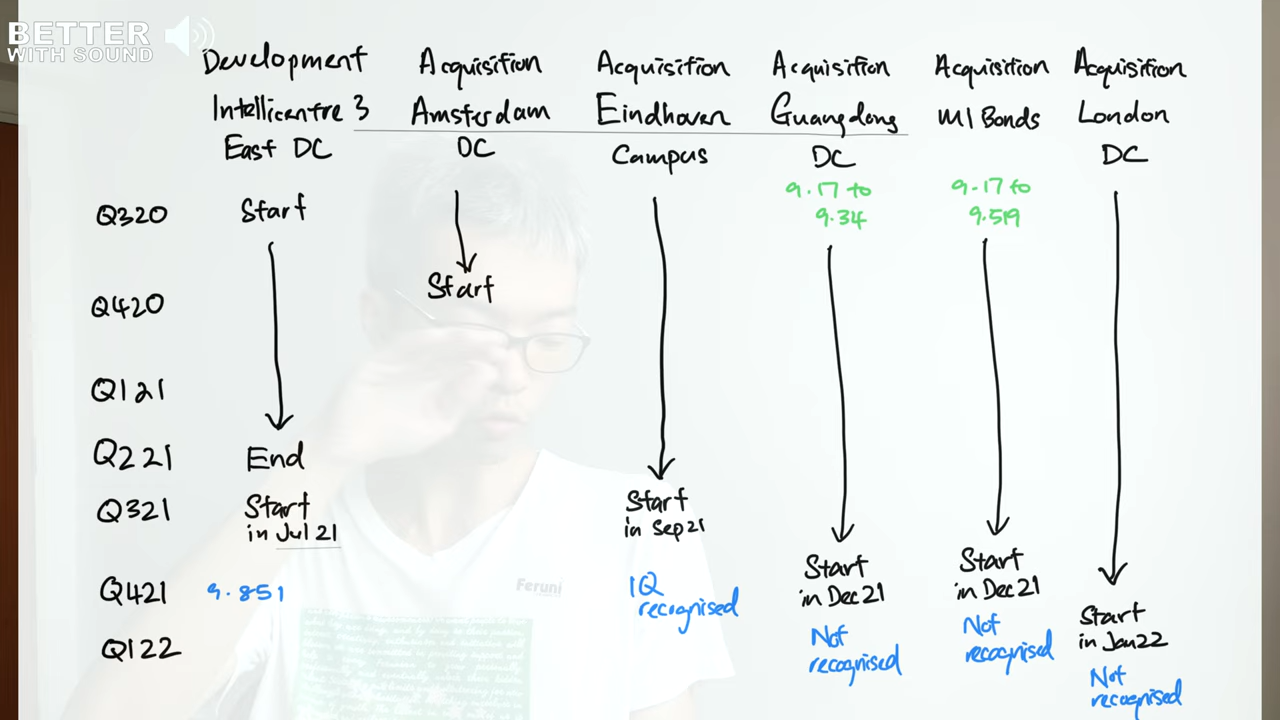 BETTER
WITH SOUND
Development
Intellicentre 3
East DC
Acquisition
Amsterdam
DC
Acquisition
Eindhoven
Campus
Acquisition
Guangdong
DC
9.17 to
9.34
Acquisition
M1 Bonds
9.17 to
9.519
Acquisition
London
DC
Q320
Start
Start
Q420
Q121
Q221
End
Q321
Start
in Jul 21
Start
in Sep 21
Q421
9.851
1Q
recognised
Start
in Dec 21
Not
recognised
Start
in Dec 21
Not
recognised
Start
in Jan 22
Not
recognised
Q122
Feruni